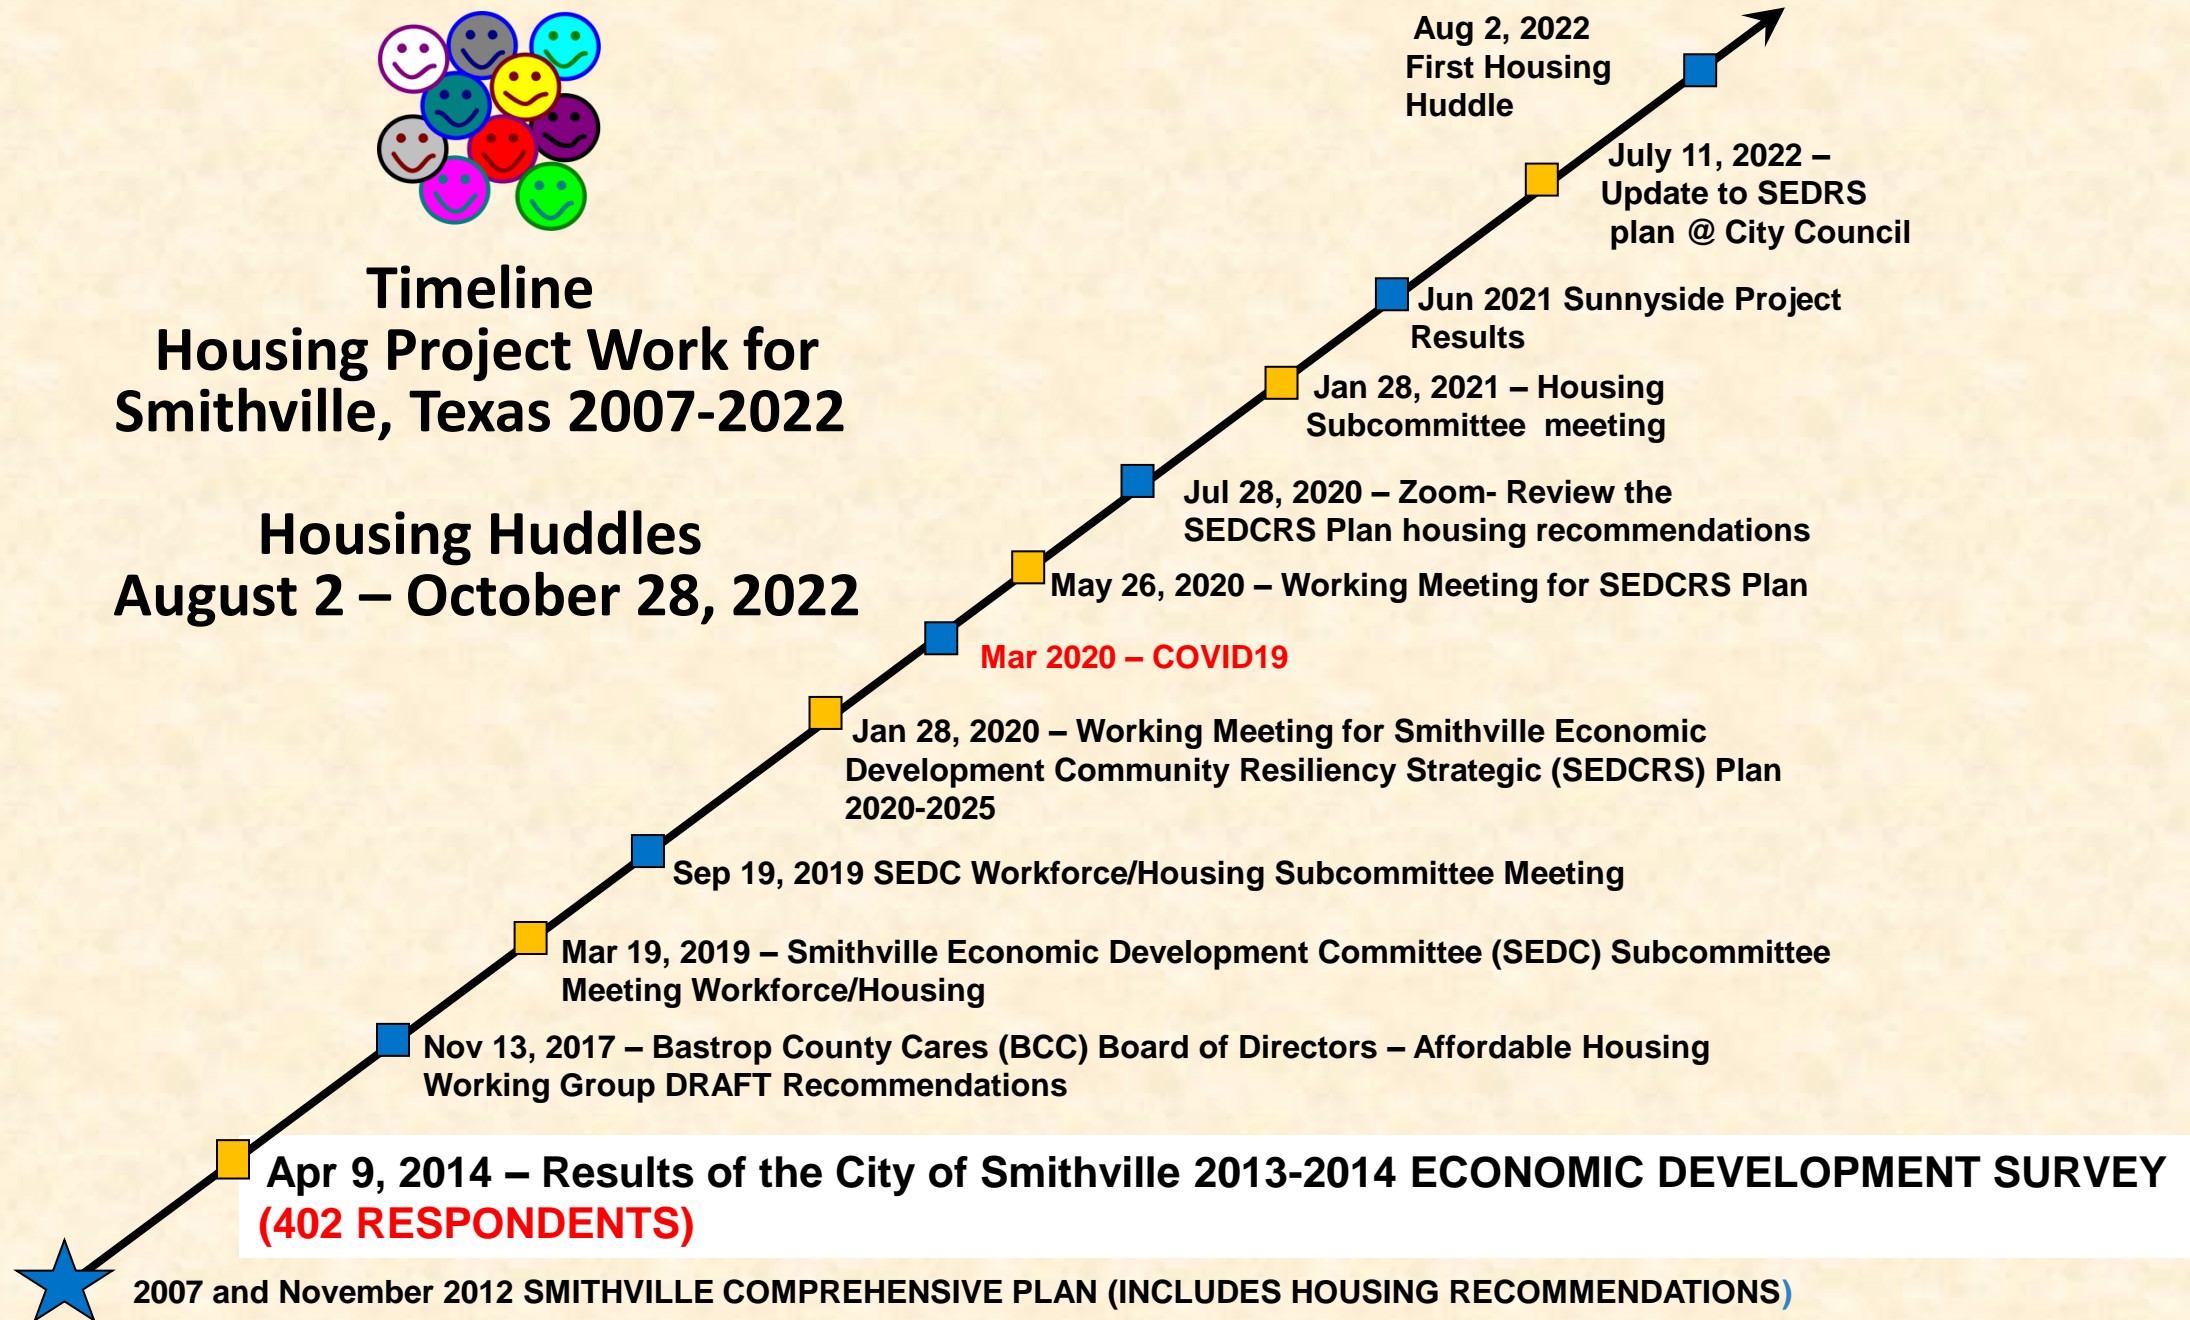 Timeline
Housing Project Work for
Smithville, Texas 2007-2022
Housing Huddles
August 2 – October 28, 2022
Aug 2, 2022
First Housing
Huddle
July 11, 2022 –
Update to SEDRS
plan @ City Council
Jun 2021 Sunnyside Project
Results
Jan 28, 2021 – Housing
Subcommittee meeting
Jul 28, 2020 – Zoom- Review the
SEDCRS Plan housing recommendations
May 26, 2020 – Working Meeting for SEDCRS Plan
Mar 2020 – COVID19
Jan 28, 2020 – Working Meeting for Smithville Economic
Development Community Resiliency Strategic (SEDCRS) Plan
2020-2025
Sep 19, 2019 SEDC Workforce/Housing Subcommittee Meeting
Mar 19, 2019 – Smithville Economic Development Committee (SEDC) Subcommittee
Meeting Workforce/Housing
Nov 13, 2017 – Bastrop County Cares (BCC) Board of Directors – Affordable Housing
Working Group DRAFT Recommendations
Apr 9, 2014 – Results of the City of Smithville 2013-2014 ECONOMIC DEVELOPMENT SURVEY
(402 RESPONDENTS)
2007 and November 2012 SMITHVILLE COMPREHENSIVE PLAN (INCLUDES HOUSING RECOMMENDATIONS)